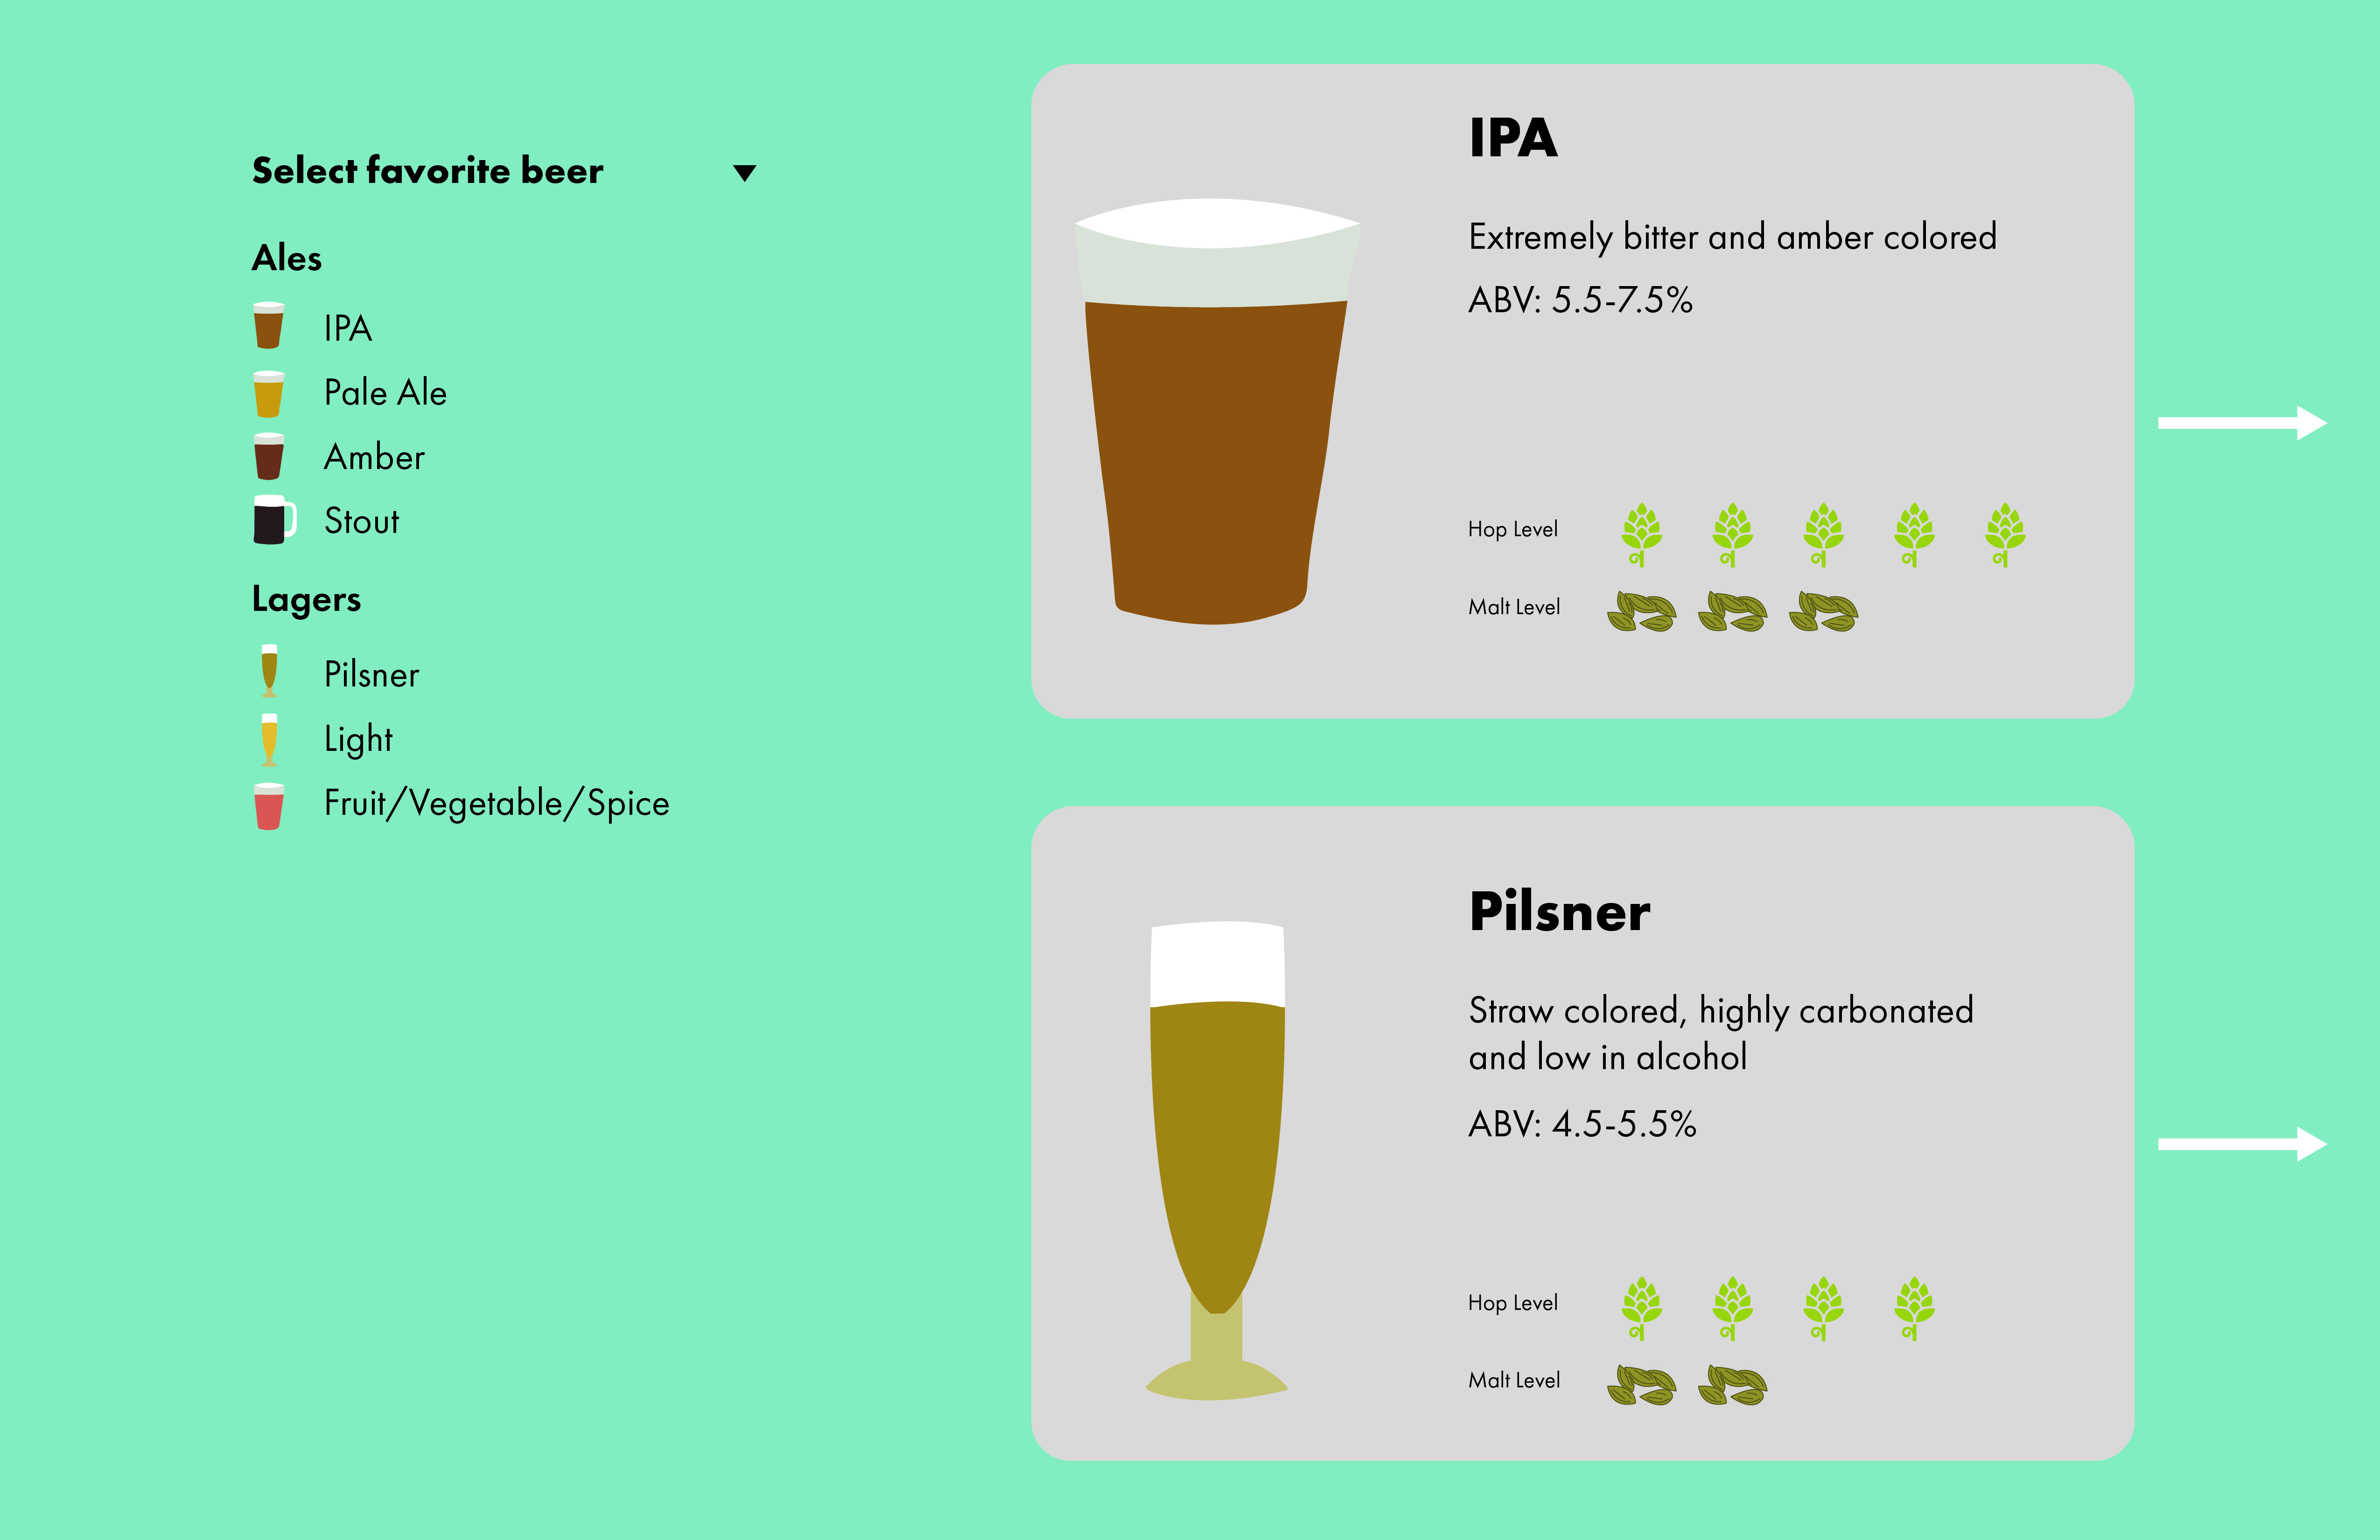 Select favorite beer
Ales
IPA
Pale Ale
Amber
Stout
Lagers
Pilsner
Light
Fruit/Vegetable/Spice
IPA
Extremely bitter and amber colored
ABV: 5.5-7.5%
Hop Level
Malt Level
Pilsner
Straw colored, highly carbonated
and low in alcohol
ABV: 4.5-5.5%
Hop Level
Malt Level